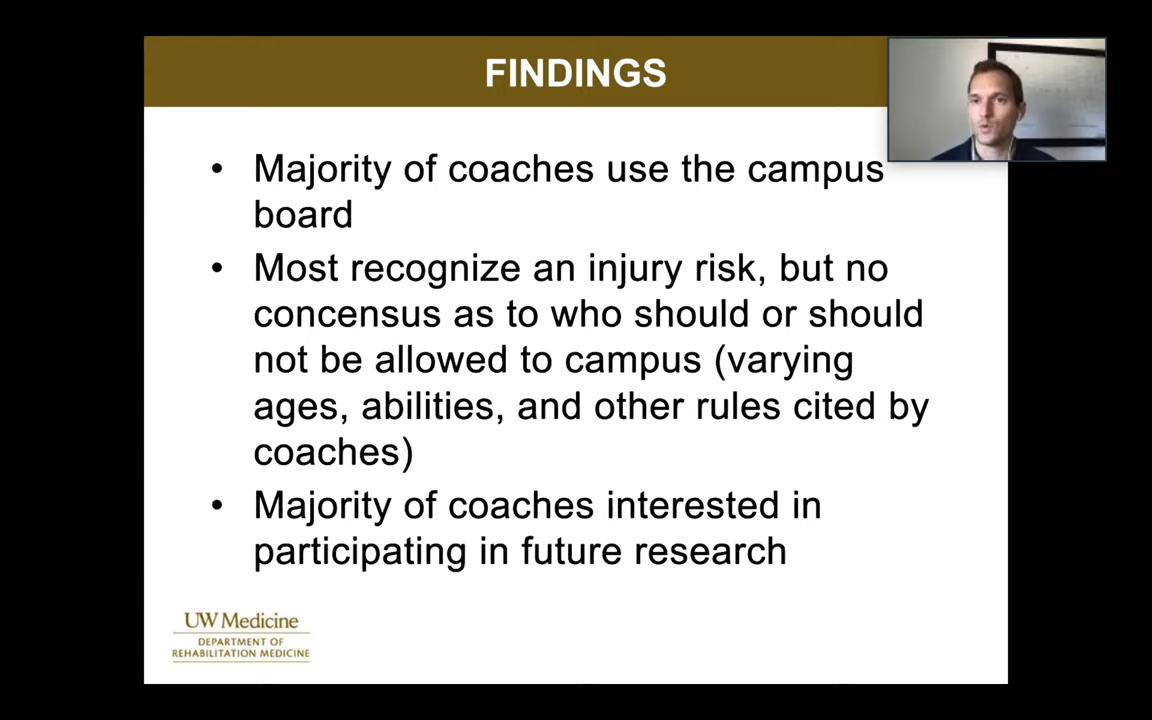 FINDINGS
• Majority of coaches use the campus
board
• Most recognize an injury risk, but no
concensus as to who should or should
not be allowed to campus (varying
ages, abilities, and other rules cited by
coaches)
• Majority of coaches interested in
participating in future research
UW Medicine
DEPARTMENT OF
REHABILITATION MEDICINE